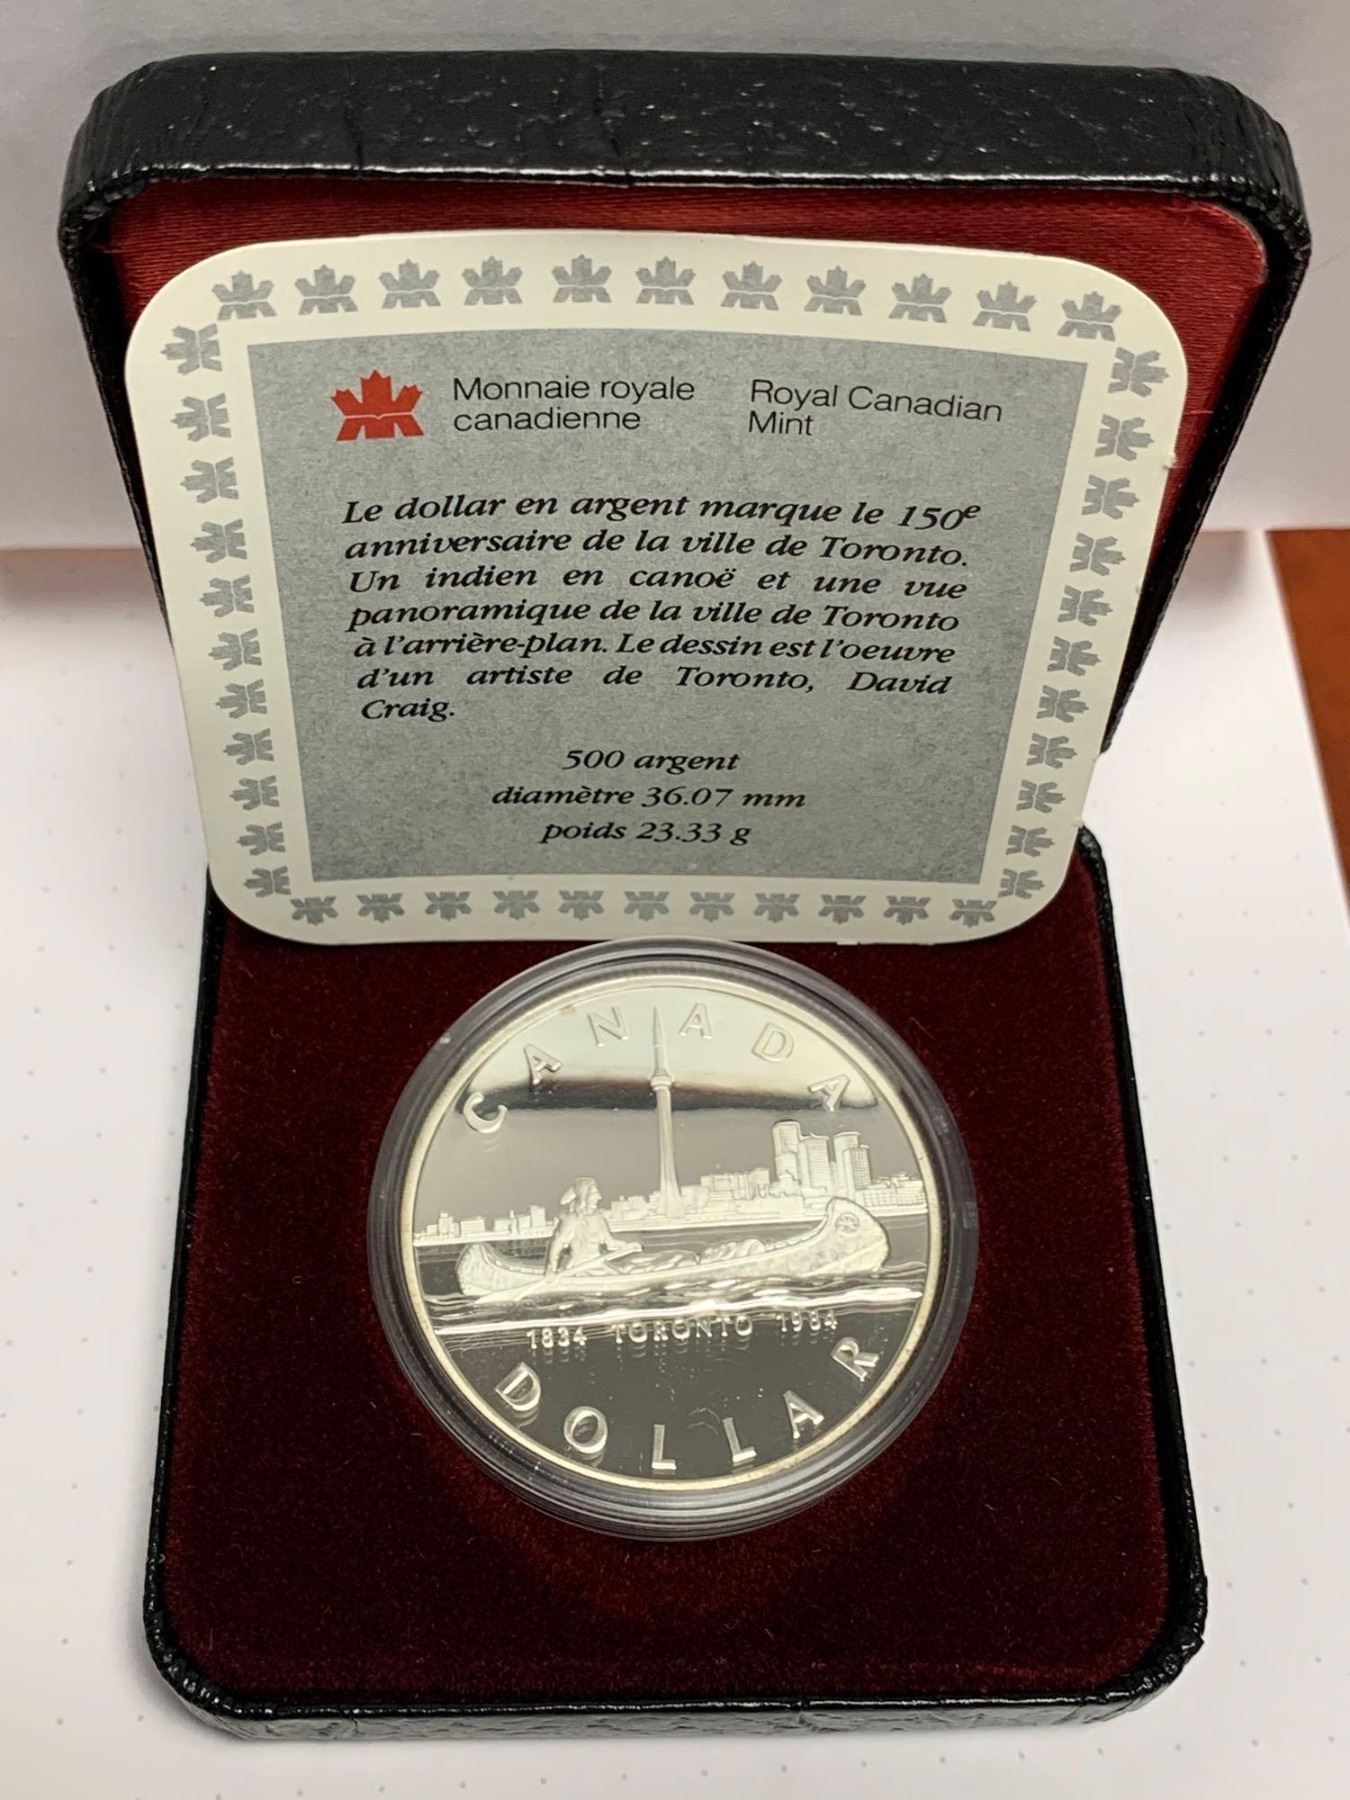 Monnaie royale
canadienne
Royal Canadian
Mint
Le dollar en argent marque le 150e
anniversaire de la ville de Toronto.
Un indien en canoë et une vue
panoramique de la ville de Toronto
à l'arrière-plan. Le dessin est l'oeuvre
d'un artiste de Toronto, David
Craig.
500 argent
diamètre 36.07 mm
poids 23.33 g
CANADA
1834 TORONTO 1984
DOLLAR